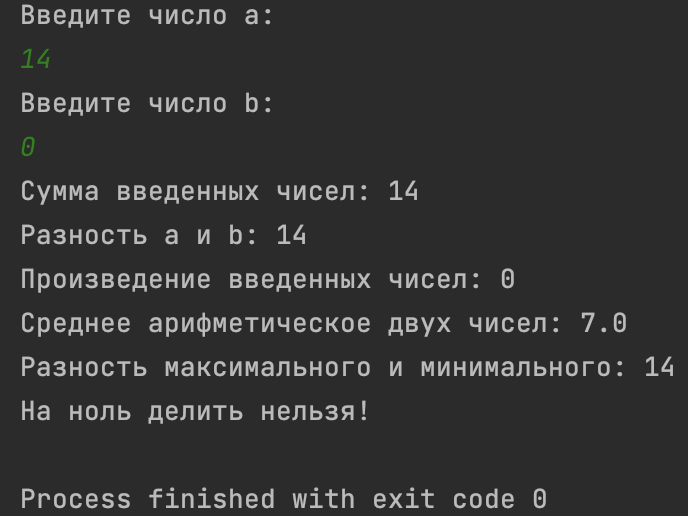 Введите число a:
14
Введите число b:
0
Сумма введенных чисел: 14
Разность a и b: 14
Произведение введенных чисел: 0
Среднее арифметическое двух чисел: 7.0
Разность максимального и минимального: 14
На ноль делить нельзя!
Process finished with exit code 0